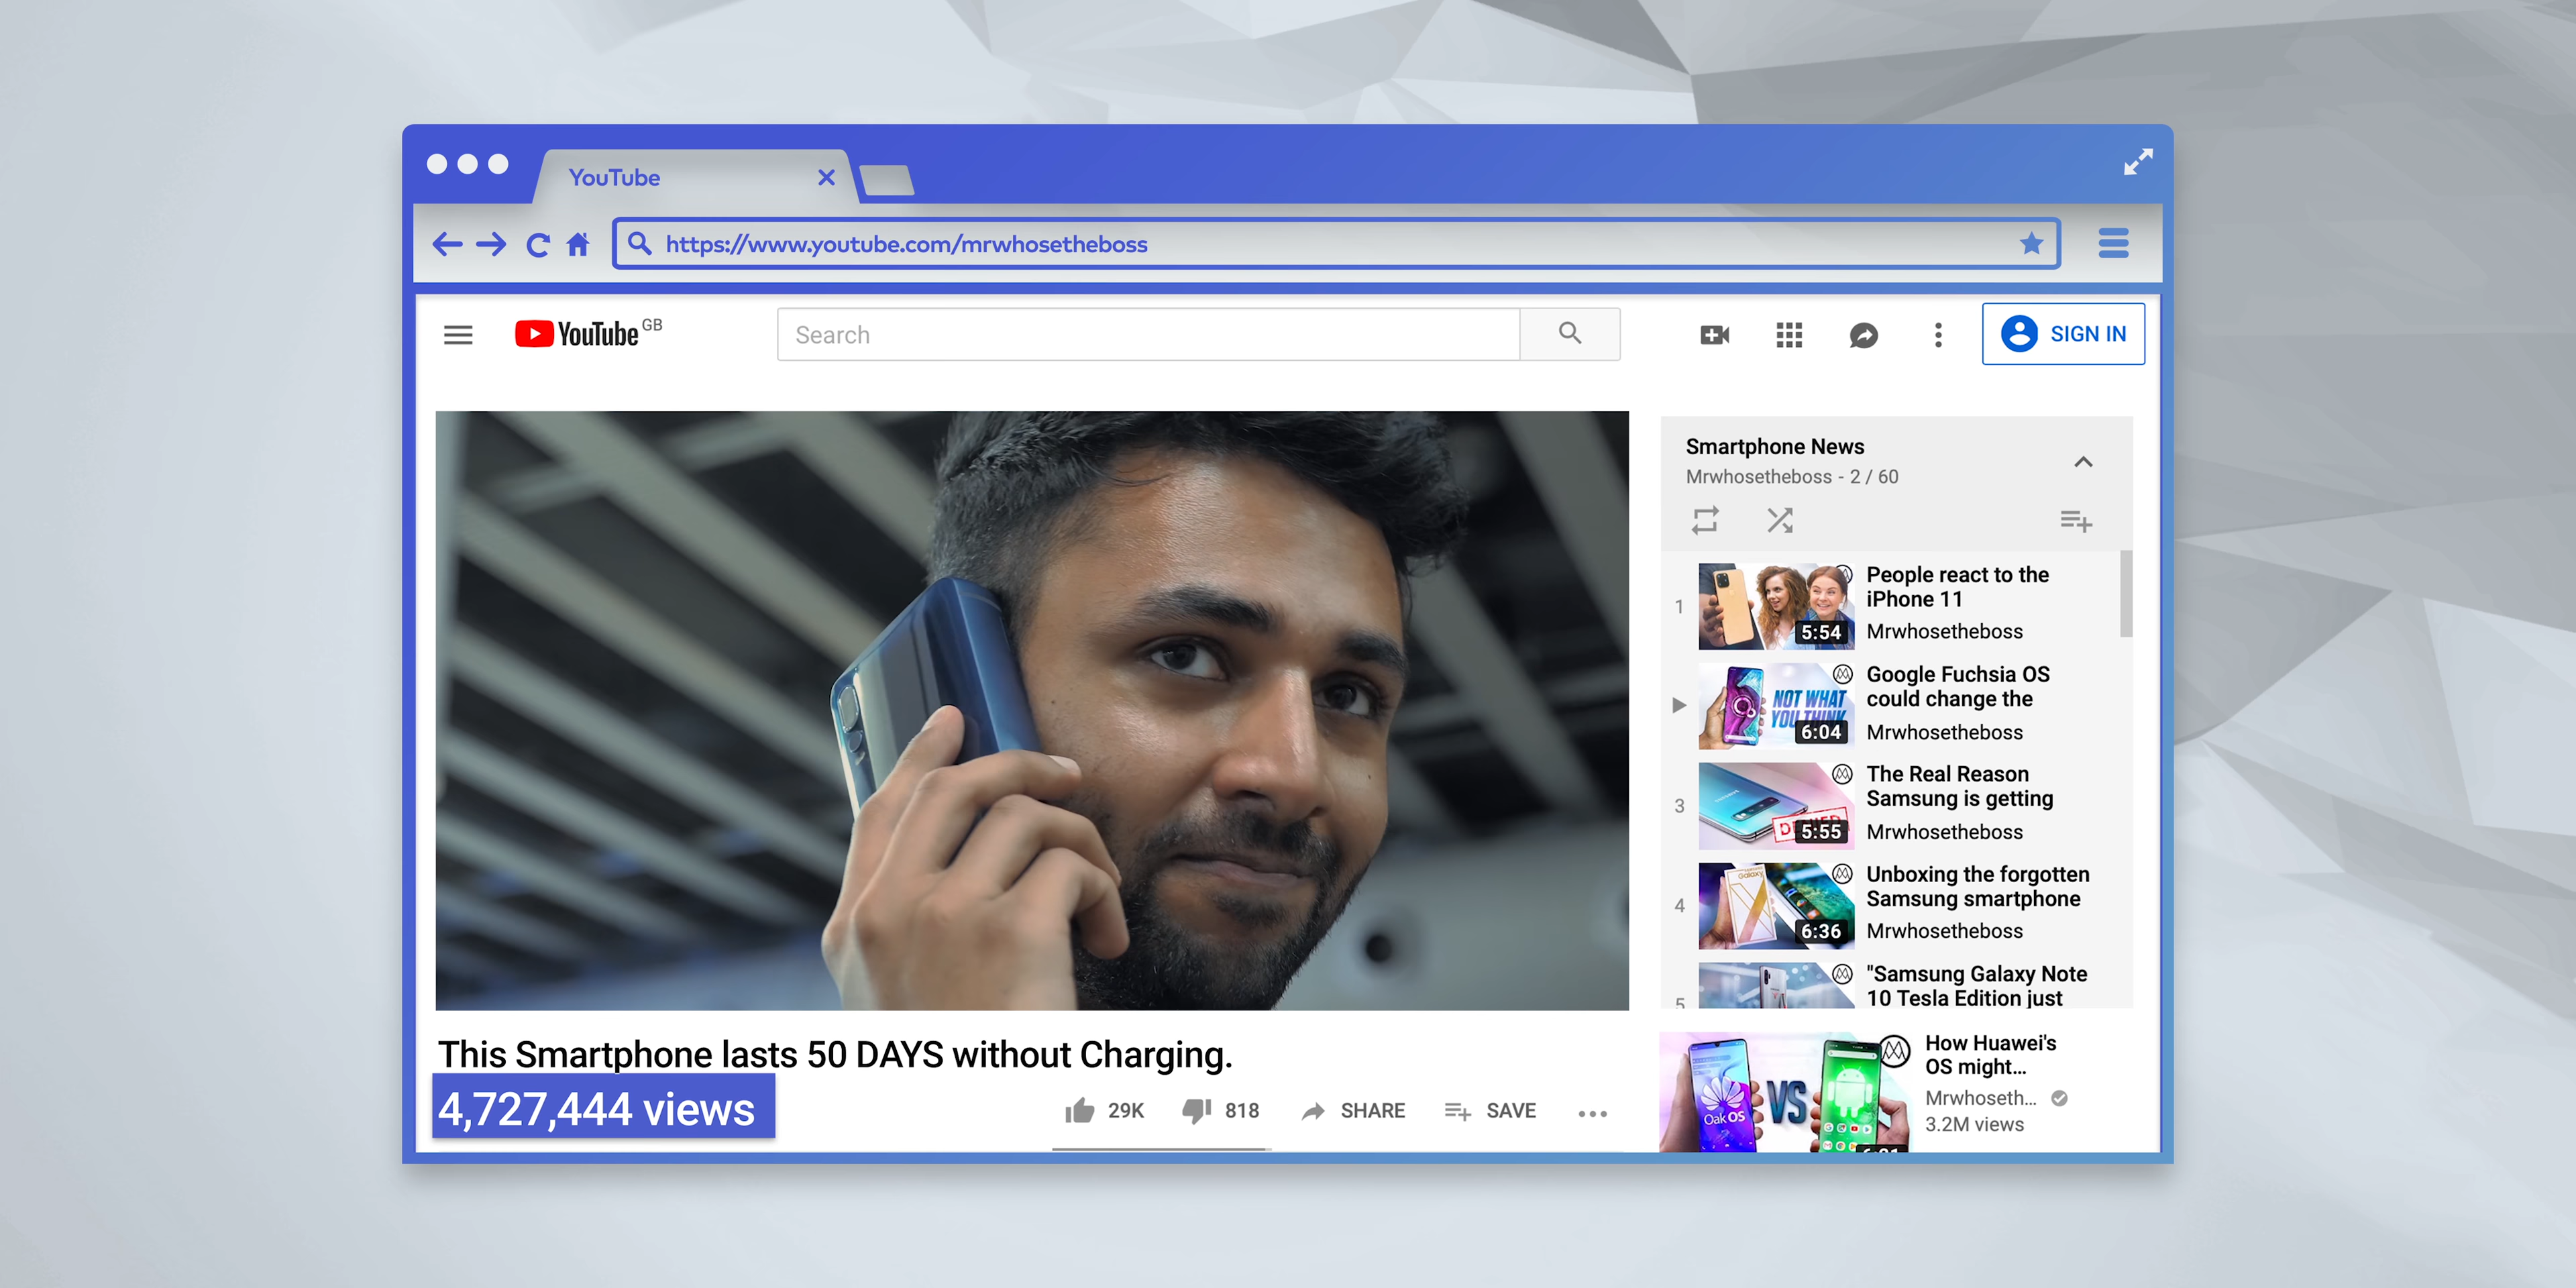 YouTube
https://www.youtube.com/mrwhosetheboss
YouTube GB
Search
SIGN IN
Smartphone News
Mrwhosetheboss - 2 / 60
1
People react to the
iPhone 11
5:54
Mrwhosetheboss
NOT WHAT
YOU THINK
6:04
Google Fuchsia OS
could change the
Mrwhosetheboss
3
5:55
The Real Reason
Samsung is getting
Mrwhosetheboss
4
6:36
Unboxing the forgotten
Samsung smartphone
Mrwhosetheboss
5
"Samsung Galaxy Note
10 Tesla Edition just
This Smartphone lasts 50 DAYS without Charging.
4,727,444 views
29K
818
SHARE
SAVE
Oak OS
VS
How Huawei's
OS might...
Mrwhoseth...
3.2M views